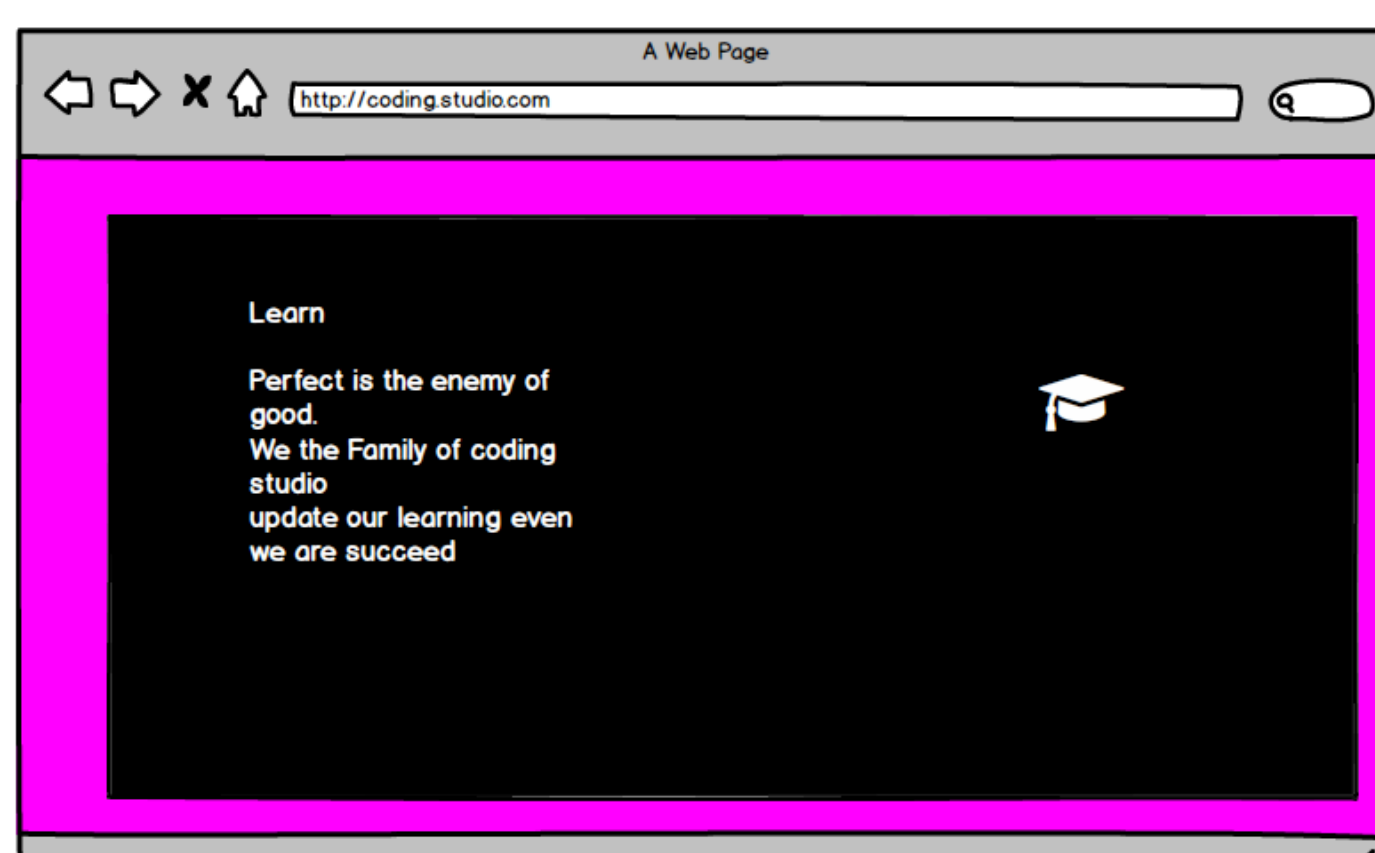 A Web Page
http://coding.studio.com
Learn
Perfect is the enemy of
good.
We the Family of coding
studio
update our learning even
we are succeed